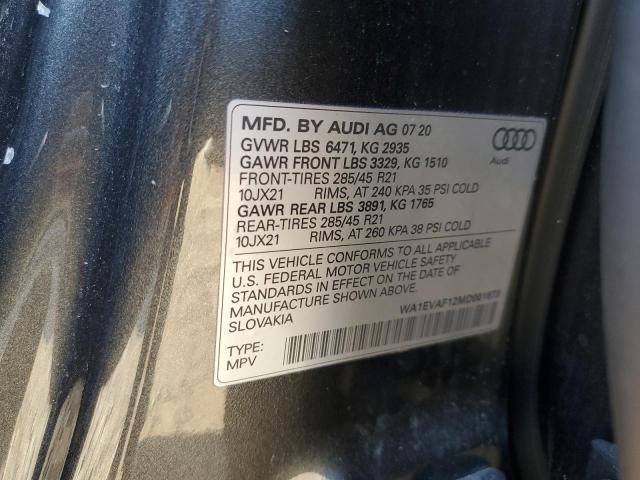 MFD. BY AUDI AG 07 20
GVWR LBS 6471, KG 2935
GAWR FRONT LBS 3329, KG 1510
FRONT-TIRES 285/45 R21
10JX21 RIMS, AT 240 KPA 35 PSI COLD
GAWR REAR LBS 3891, KG 1765
REAR-TIRES 285/45 R21
10JX21 RIMS, AT 260 KPA 38 PSI COLD
Audi
THIS VEHICLE CONFORMS TO ALL APPLICABLE
U.S. FEDERAL MOTOR VEHICLE SAFETY
STANDARDS IN EFFECT ON THE DATE OF
MANUFACTURE SHOWN ABOVE.
SLOVAKIA
TYPE:
MPV